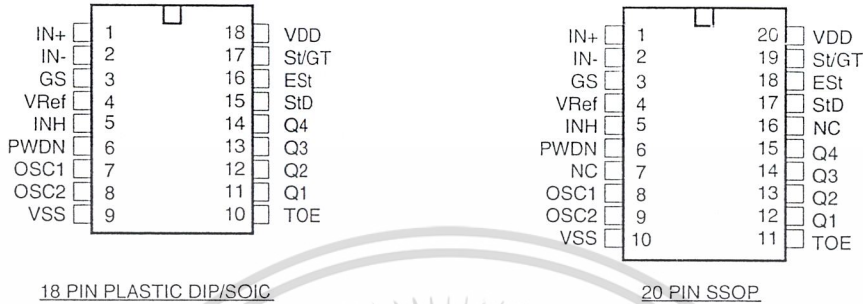 IN+ 1 18 VDD
IN- 2 17 St/GT
GS 3 16 ESt
VRef 4 15 StD
INH 5 14 Q4
PWDN 6 13 Q3
OSC1 7 12 Q2
OSC2 8 11 Q1
VSS 9 10 TOE
18 PIN PLASTIC DIP/SOIC
IN+ 1 20 VDD
IN- 2 19 St/GT
GS 3 18 ESt
VRef 4 17 StD
INH 5 16 NC
PWDN 6 15 Q4
NC 7 14 Q3
OSC1 8 13 Q2
OSC2 9 12 Q1
VSS 10 11 TOE
20 PIN SSOP